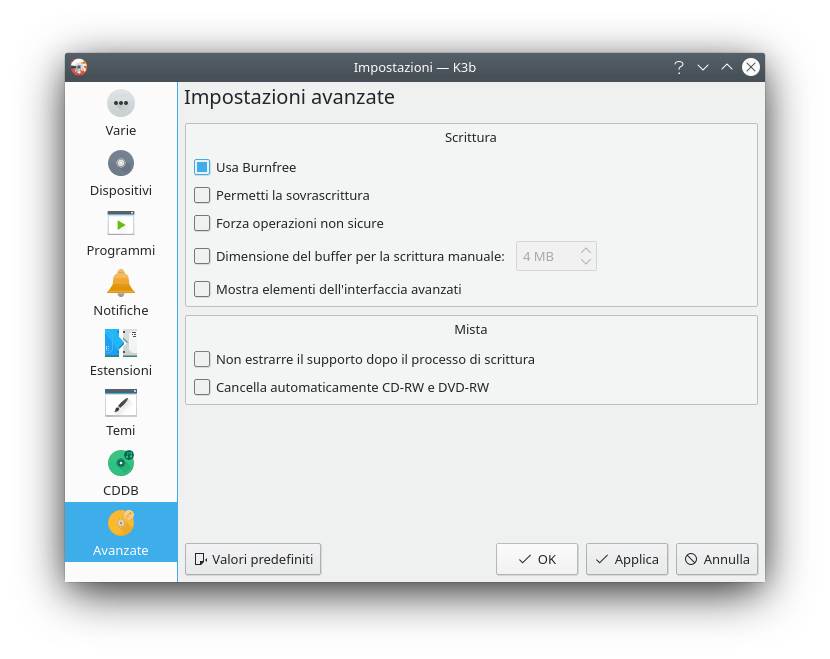 Impostazioni — K3b
Varie
Dispositivi
Programmi
Notifiche
Estensioni
Temi
CDDB
Avanzate
Impostazioni avanzate
Scrittura
Usa Burnfree
Permetti la sovrascrittura
Forza operazioni non sicure
Dimensione del buffer per la scrittura manuale: 4 MB
Mostra elementi dell'interfaccia avanzati
Mista
Non estrarre il supporto dopo il processo di scrittura
Cancella automaticamente CD-RW e DVD-RW
Valori predefiniti OK Applica Annulla